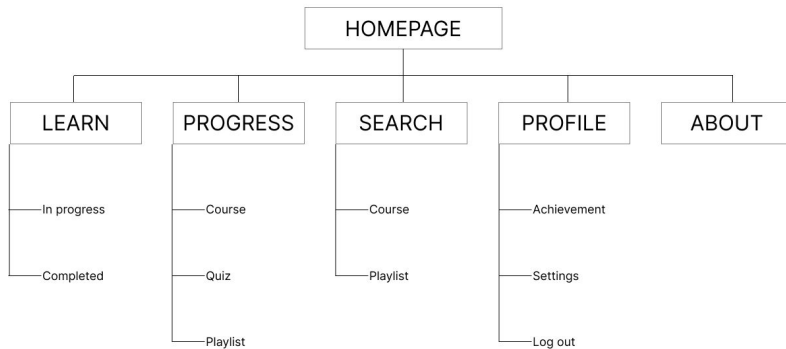 HOMEPAGE
LEARN
PROGRESS
SEARCH
PROFILE
ABOUT
In progress
Course
Course
Achievement
Completed
Quiz
Playlist
Settings
Playlist
Log out